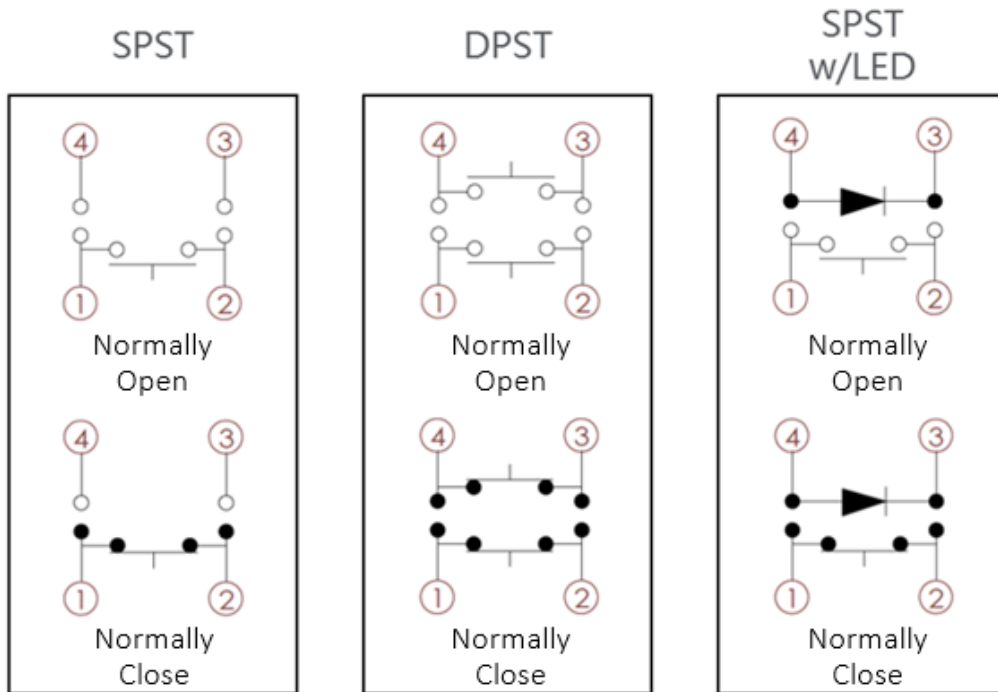 SPST
DPST
SPST
w/LED
4 3
1 2
Normally
Open
4 3
1 2
Normally
Close
4 3
1 2
Normally
Open
4 3
1 2
Normally
Close
4 3
1 2
Normally
Open
4 3
1 2
Normally
Close